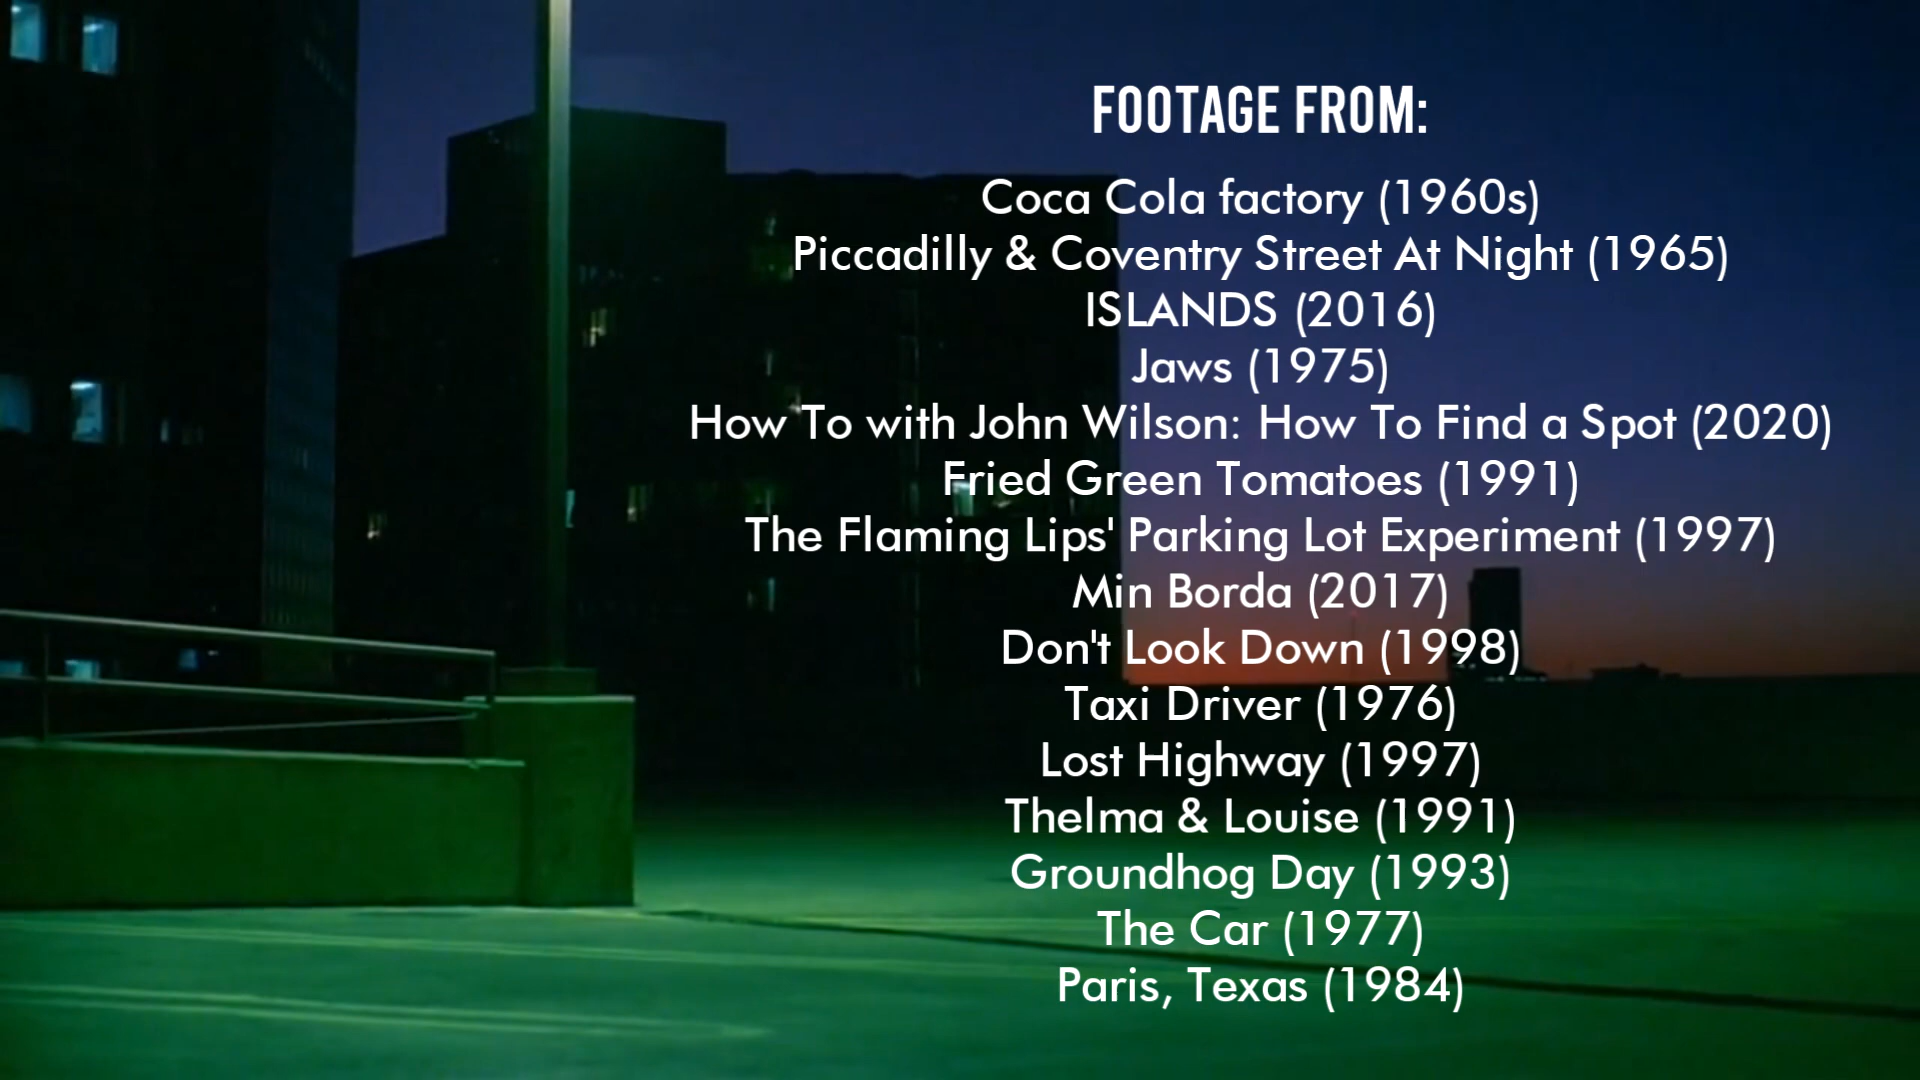 FOOTAGE FROM:
Coca Cola factory (1960s)
Piccadilly & Coventry Street At Night (1965)
ISLANDS (2016)
Jaws (1975)
How To with John Wilson: How To Find a Spot (2020)
Fried Green Tomatoes (1991)
The Flaming Lips' Parking Lot Experiment (1997)
Min Borda (2017)
Don't Look Down (1998)
Taxi Driver (1976)
Lost Highway (1997)
Thelma & Louise (1991)
Groundhog Day (1993)
The Car (1977)
Paris, Texas (1984)